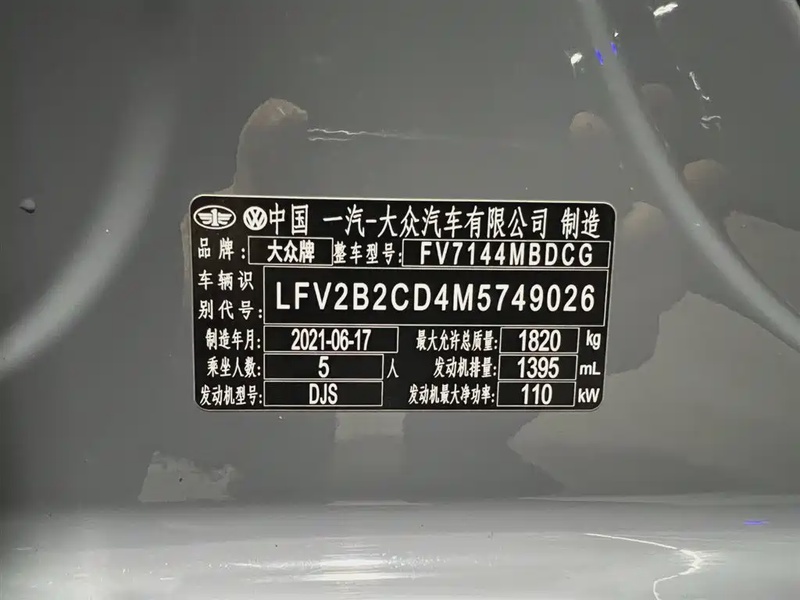 中国 一汽-大众汽车有限公司 制造
品牌: 大众牌 整车型号: FV7144MBDCG
车辆识别代号: LFV2B2CD4M5749026
制造年月: 2021-06-17 最大允许总质量: 1820 kg
乘坐人数: 5 人 发动机排量: 1395 mL
发动机型号: DJS 发动机最大净功率: 110 kW